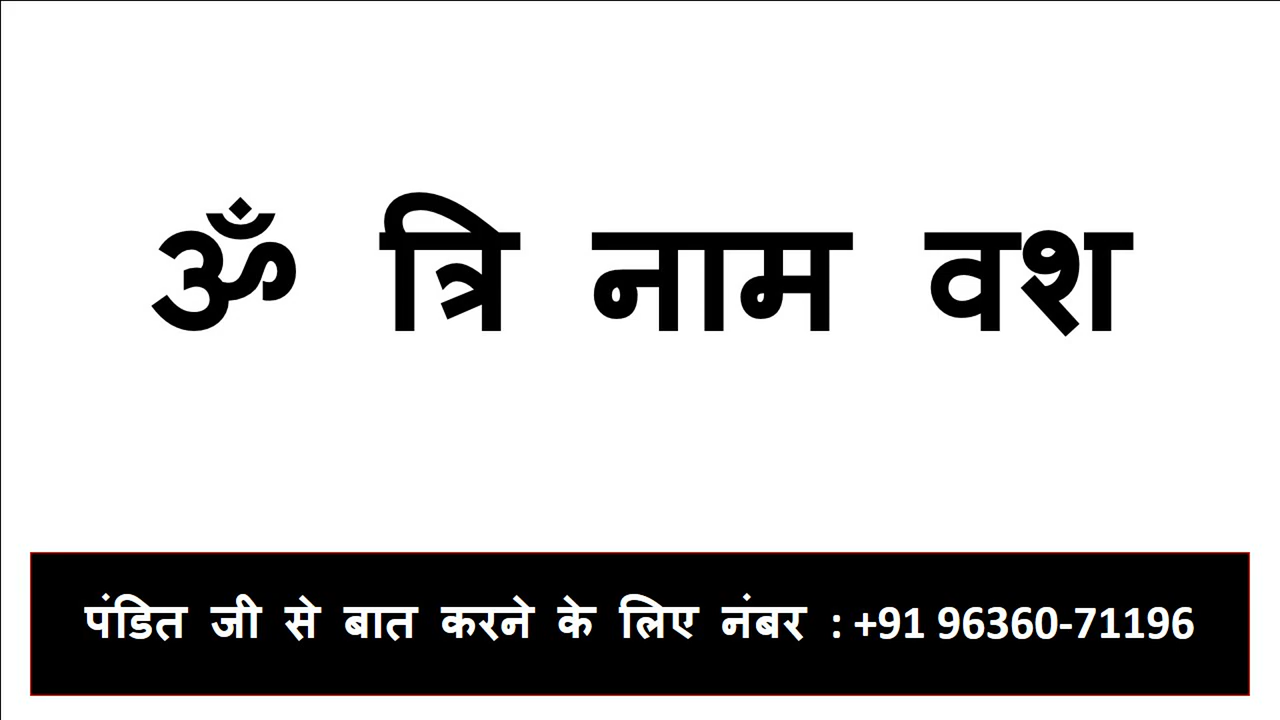 ॐ त्रि नाम वश
पंडित जी से बात करने के लिए नंबर : +91 96360-71196